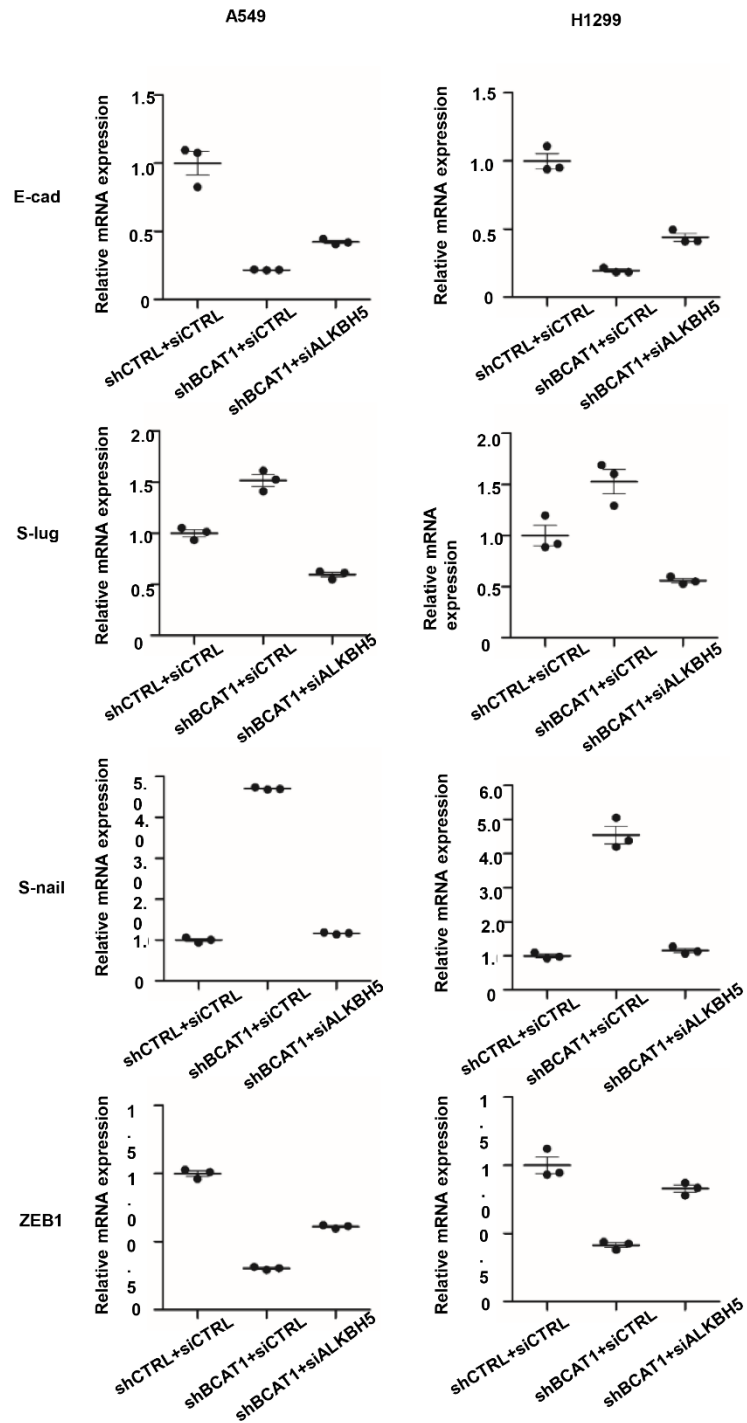 A549
H1299
E-cad
Relative mRNA expression
1.5
1.0
0.5
0
shCTRL+siCTRL
shBCAT1+siCTRL
shBCAT1+siALKBH5
Relative mRNA expression
1.5
1.0
0.5
0
shCTRL+siCTRL
shBCAT1+siCTRL
shBCAT1+siALKBH5
S-lug
Relative mRNA expression
2.0
1.5
1.0
0.5
0
shCTRL+siCTRL
shBCAT1+siCTRL
shBCAT1+siALKBH5
Relative mRNA
expression
2.0
1.5
1.0
0.5
0
shCTRL+siCTRL
shBCAT1+siCTRL
shBCAT1+siALKBH5
S-nail
Relative mRNA expression
5.
0
4.
0
3.
0
2.
0
1.
0
shCTRL+siCTRL
shBCAT1+siCTRL
shBCAT1+siALKBH5
Relative mRNA expression
6.0
5.0
4.0
3.0
2.0
1.
0
shCTRL+siCTRL
shBCAT1+siCTRL
shBCAT1+siALKBH5
ZEB1
Relative mRNA expression
1
.
5
1
.
0
0
.
5
0
shCTRL+siCTRL
shBCAT1+siCTRL
shBCAT1+siALKBH5
Relative mRNA expression
1
.
5
1
.
0
0
.
5
0
shCTRL+siCTRL
shBCAT1+siCTRL
shBCAT1+siALKBH5